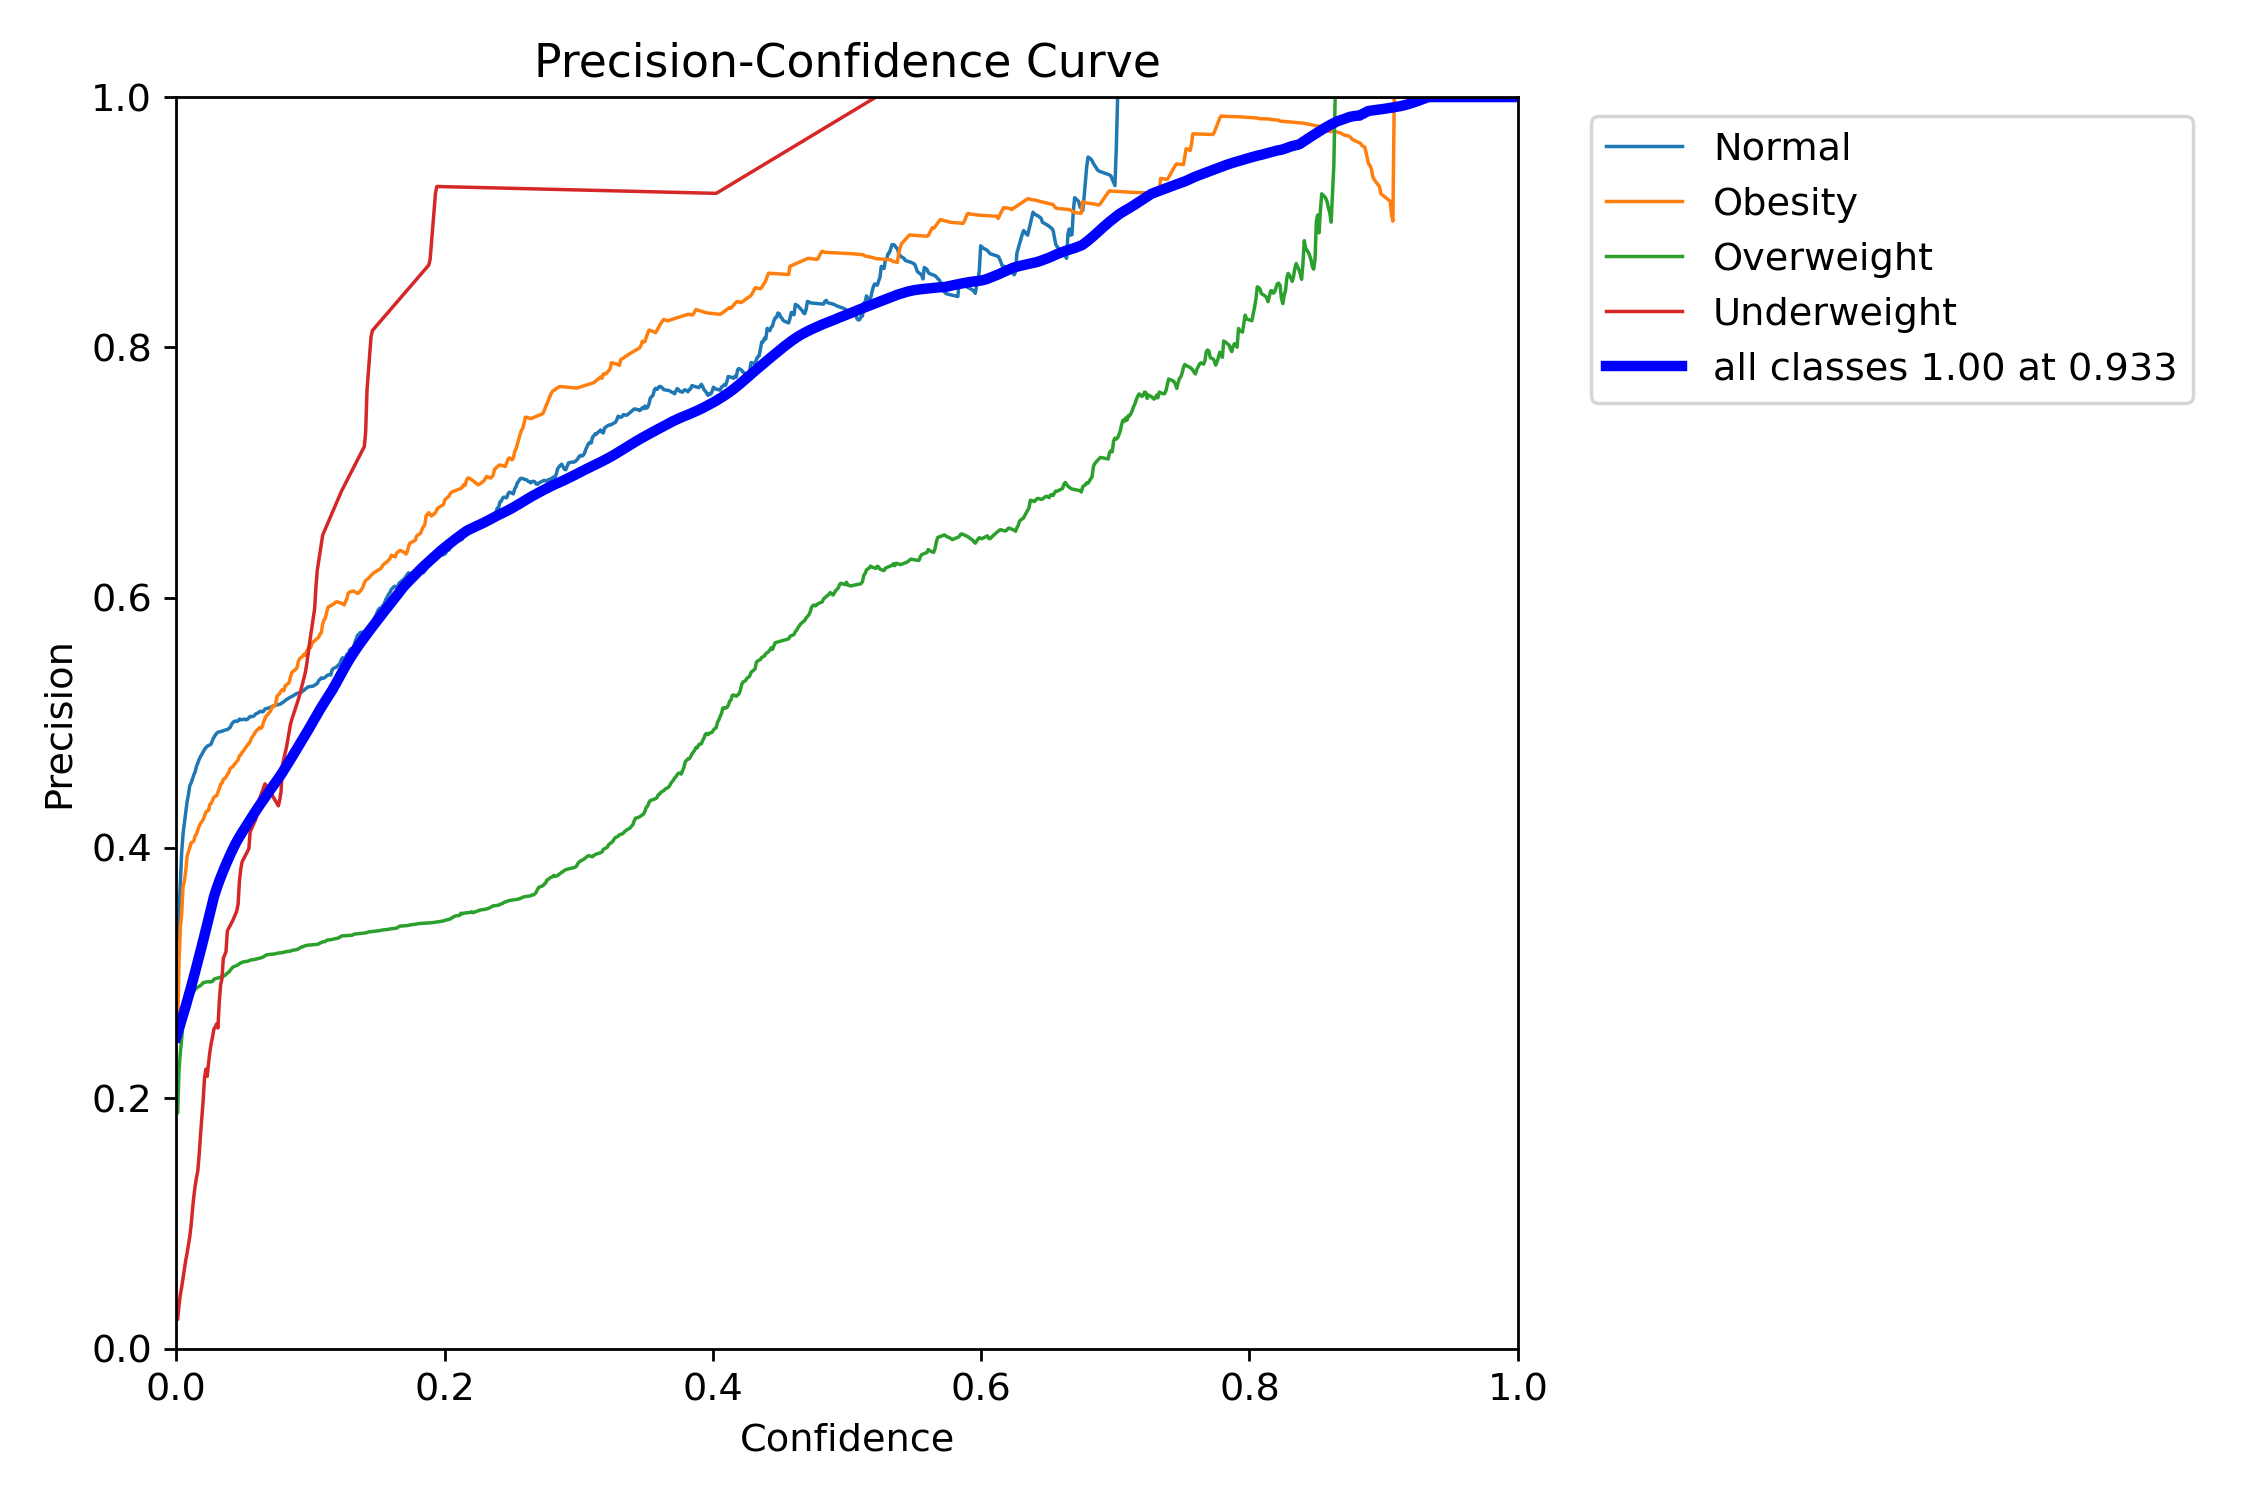 Precision-Confidence Curve
1.0
0.8
0.6
0.4
0.2
0.0
Precision
0.0 0.2 0.4 0.6 0.8 1.0
Confidence
Normal
Obesity
Overweight
Underweight
all classes 1.00 at 0.933